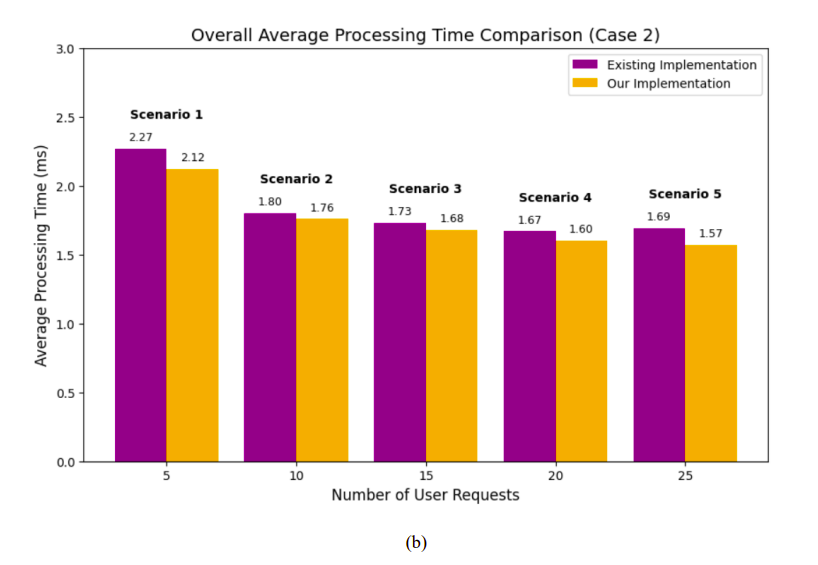 Overall Average Processing Time Comparison (Case 2)
Existing Implementation
Our Implementation
Average Processing Time (ms)
3.0
2.5
2.0
1.5
1.0
0.5
0.0
Scenario 1
2.27
2.12
Scenario 2
1.80
1.76
Scenario 3
1.73
1.68
Scenario 4
1.67
1.60
Scenario 5
1.69
1.57
5
10
15
20
25
Number of User Requests
(b)